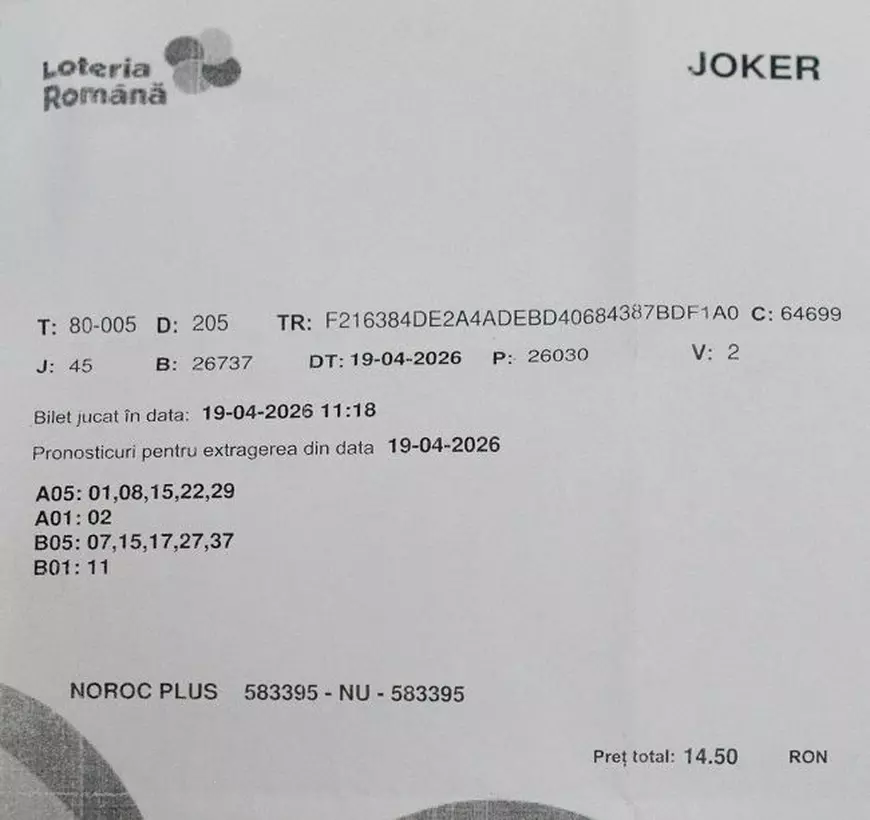 Loteria
Română
JOKER
T: 80-005 D: 205 TR: F216384DE2A4ADEBD40684387BDF1A0 C: 64699
J: 45 B: 26737 DT: 19-04-2026 P: 26030 V: 2
Bilet jucat în data: 19-04-2026 11:18
Pronosticuri pentru extragerea din data 19-04-2026
A05: 01,08,15,22,29
A01: 02
B05: 07,15,17,27,37
B01: 11
NOROC PLUS 583395 - NU - 583395
Preț total: 14.50 RON